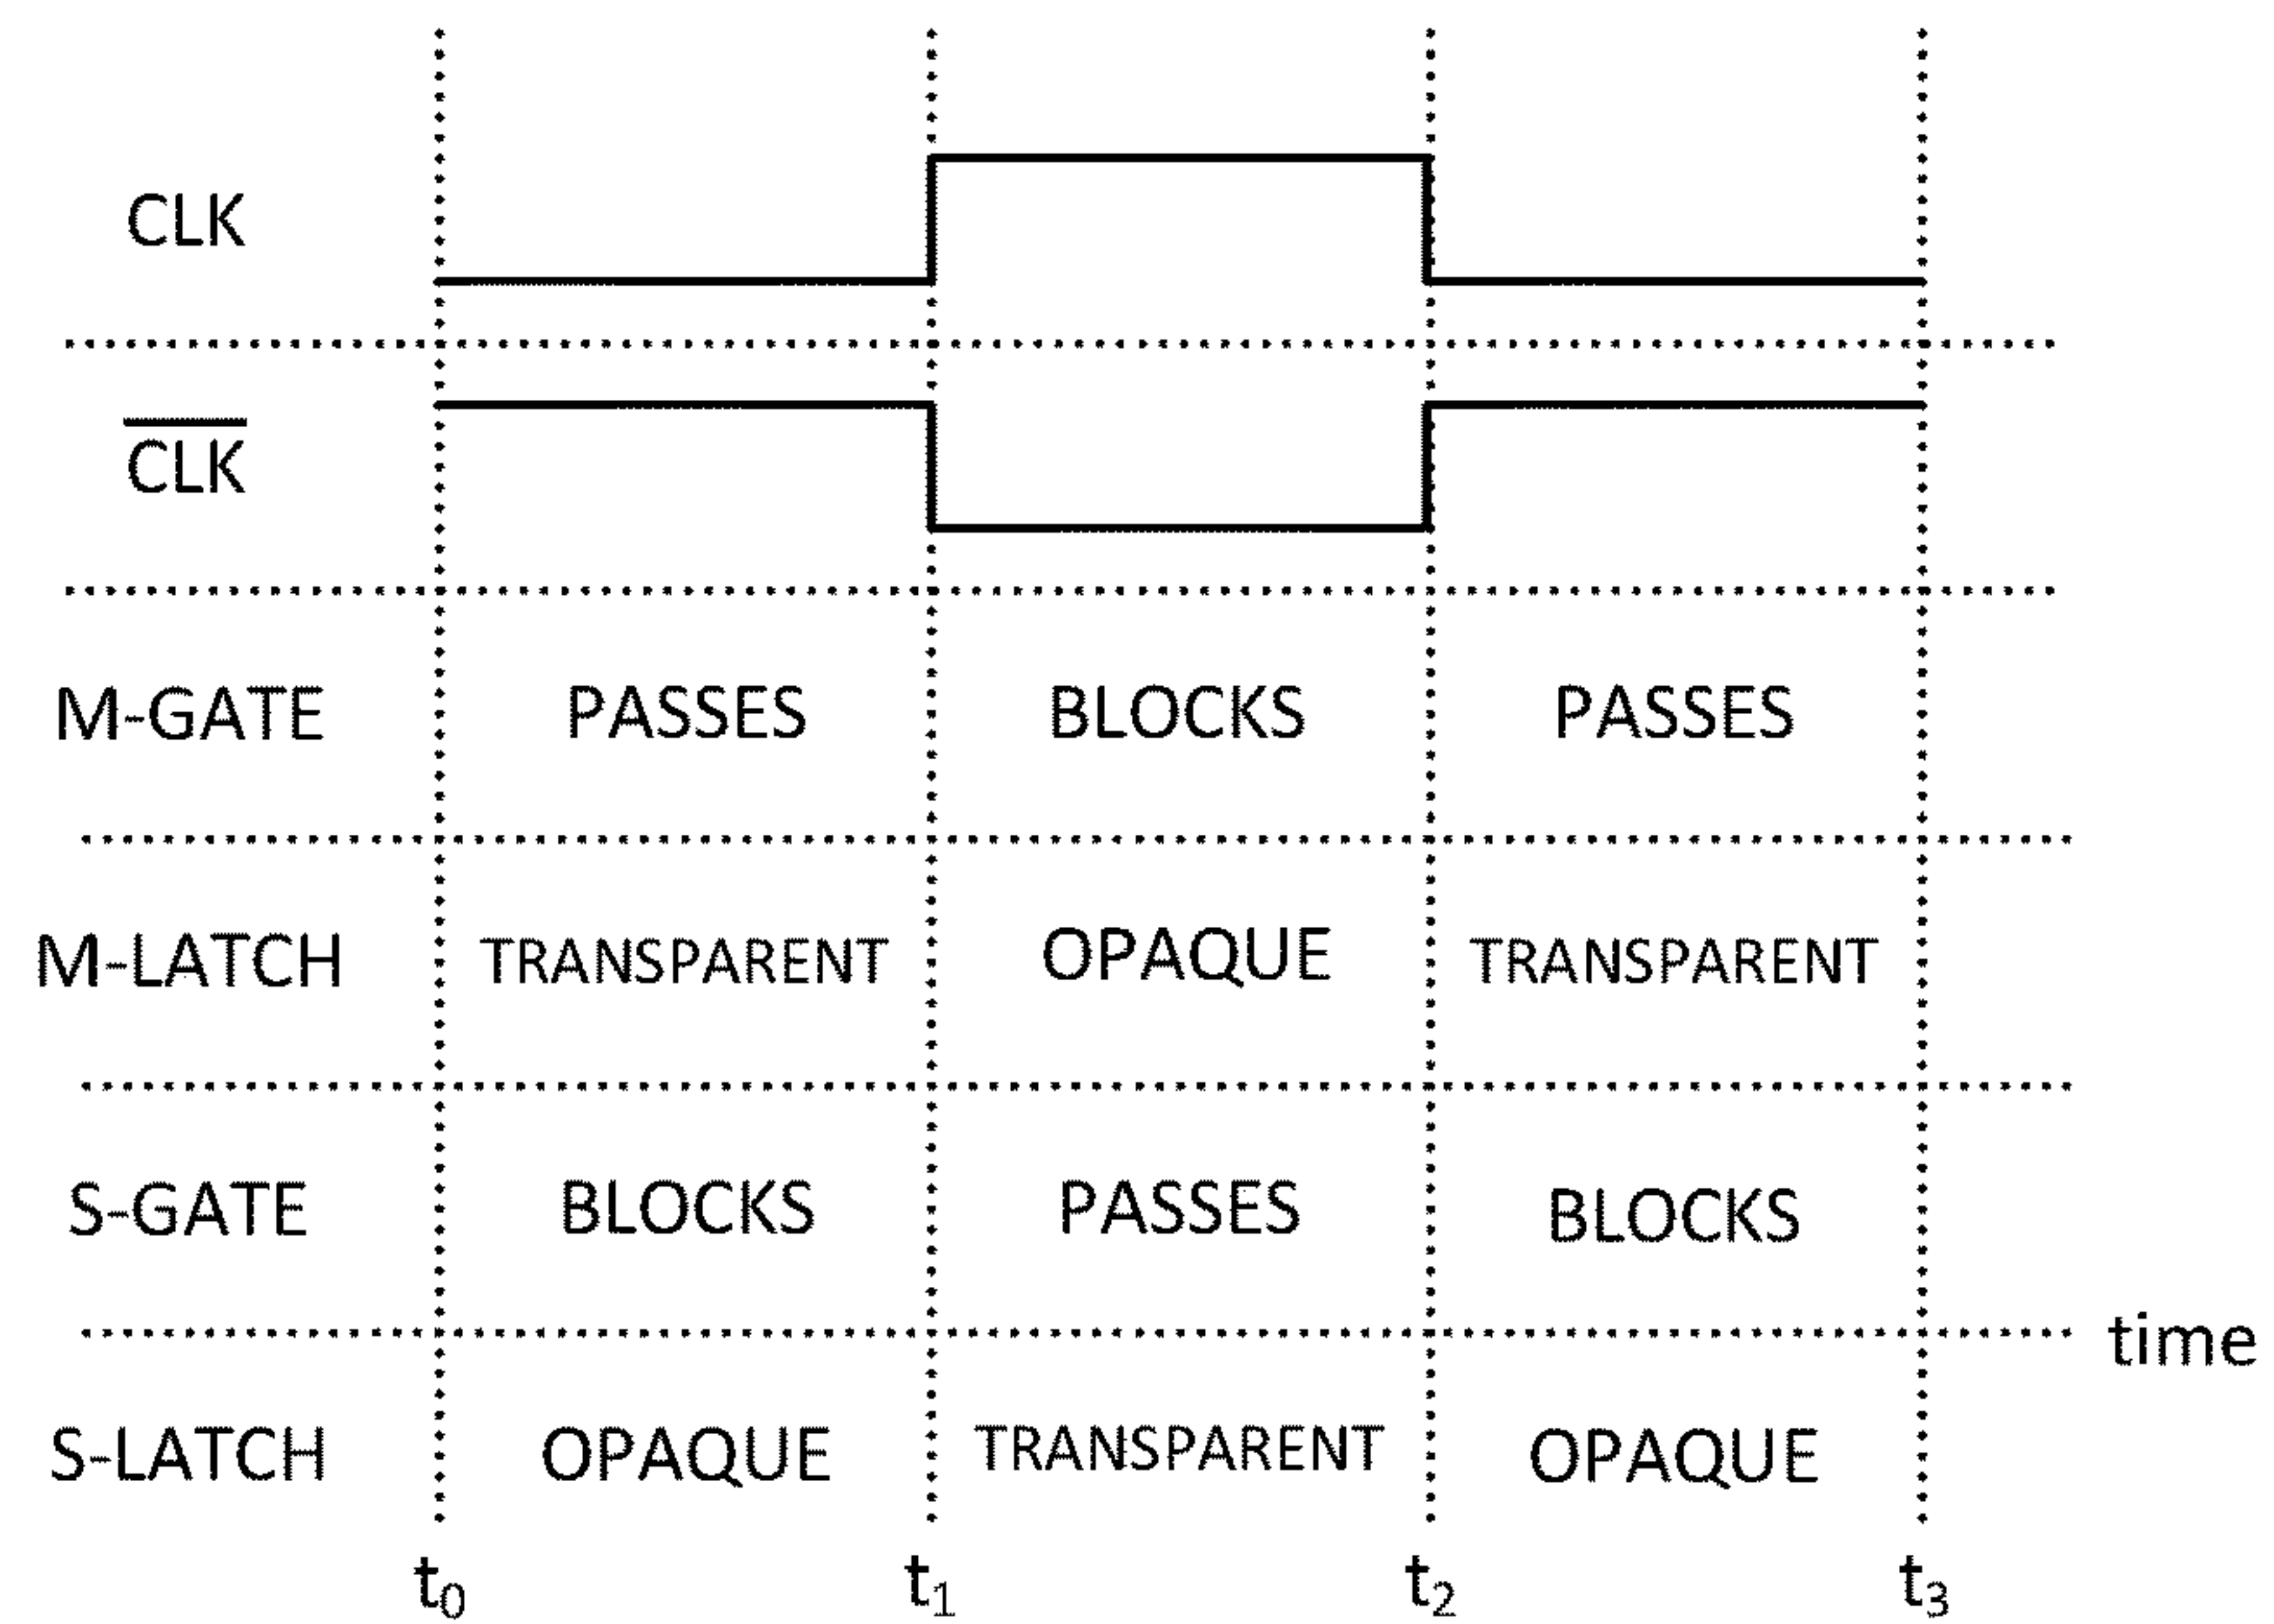 CLK
C̅L̅K̅
M-GATE PASSES BLOCKS PASSES
M-LATCH TRANSPARENT OPAQUE TRANSPARENT
S-GATE BLOCKS PASSES BLOCKS
time
S-LATCH OPAQUE TRANSPARENT OPAQUE
t₀ t₁ t₂ t₃